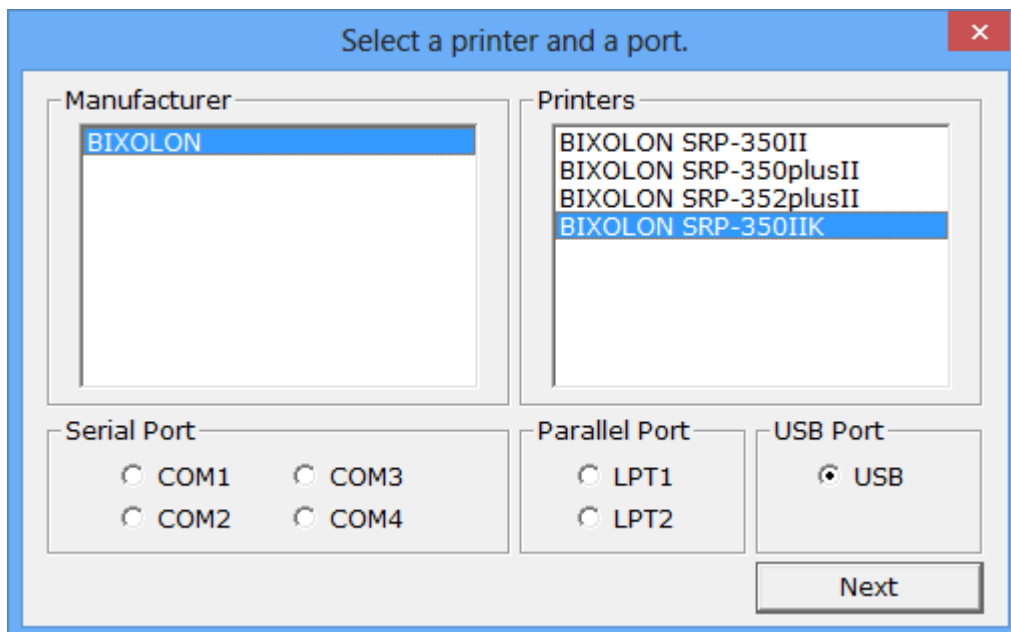 Select a printer and a port.
Manufacturer
BIXOLON
Printers
BIXOLON SRP-350II
BIXOLON SRP-350plusII
BIXOLON SRP-352plusII
BIXOLON SRP-350IIK
Serial Port
COM1 COM3
COM2 COM4
Parallel Port
LPT1
LPT2
USB Port
USB
Next